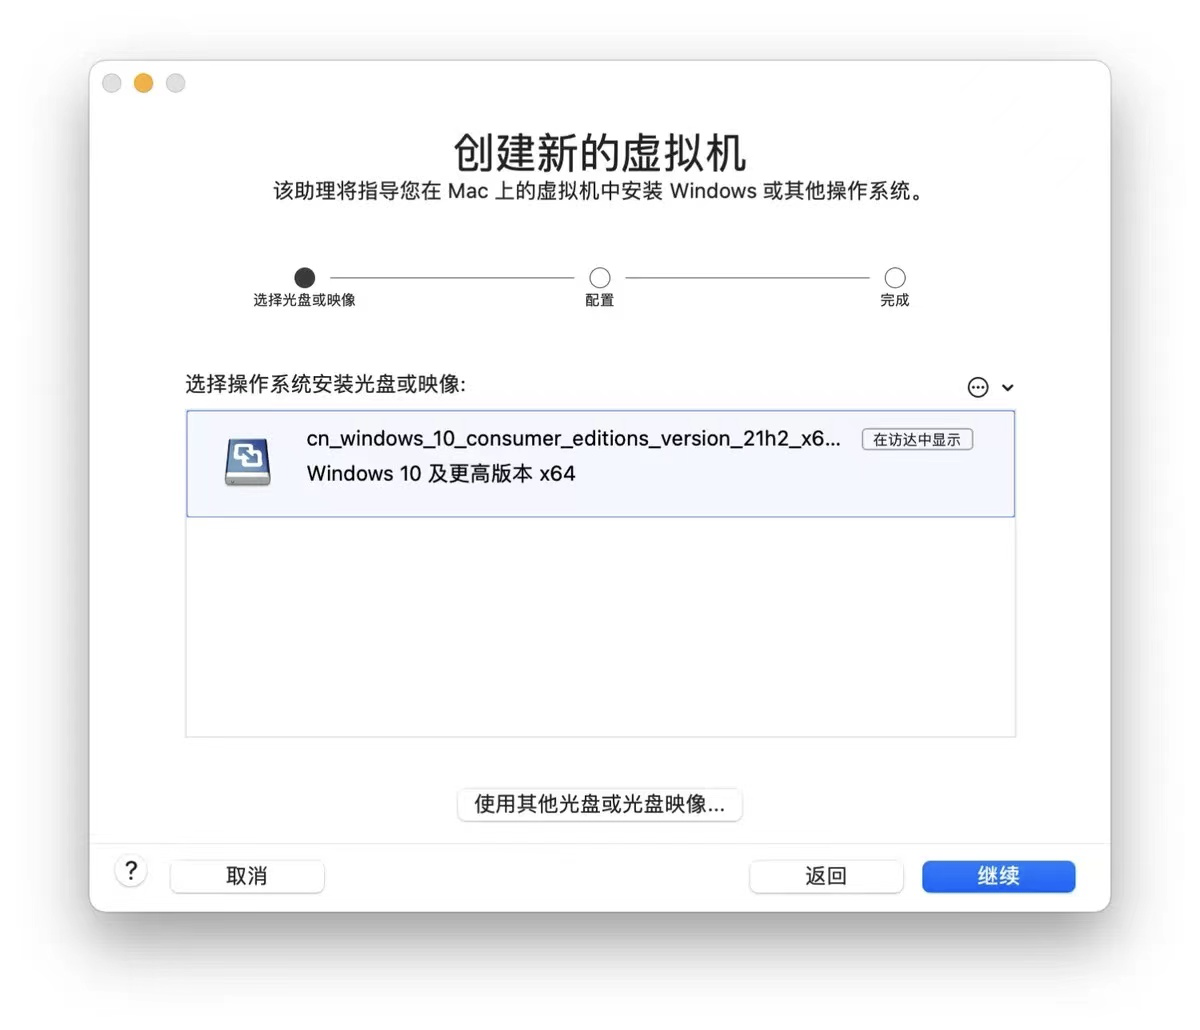 创建新的虚拟机
该助理将指导您在 Mac 上的虚拟机中安装 Windows 或其他操作系统。
选择光盘或映像
配置
完成
选择操作系统安装光盘或映像:
cn_windows_10_consumer_editions_version_21h2_x6...
在访达中显示
Windows 10 及更高版本 x64
使用其他光盘或光盘映像...
?
取消
返回
继续